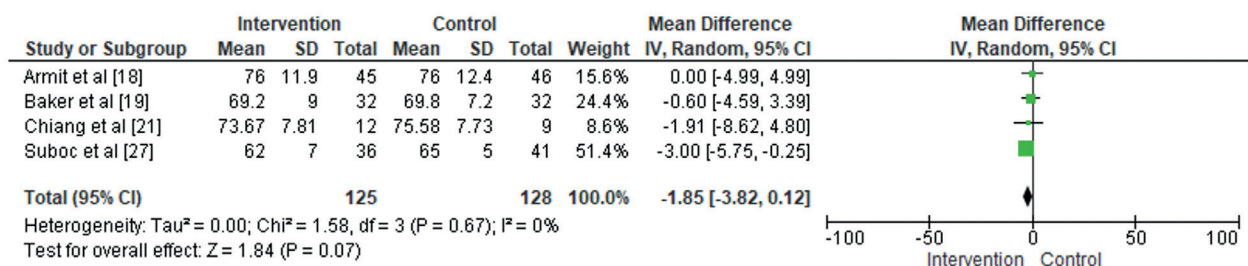 Intervention Control Mean Difference Mean Difference
Study or Subgroup Mean SD Total Mean SD Total Weight IV, Random, 95% CI IV, Random, 95% CI
Armit et al [18] 76 11.9 45 76 12.4 46 15.6% 0.00 [-4.99, 4.99]
Baker et al [19] 69.2 9 32 69.8 7.2 32 24.4% -0.60 [-4.59, 3.39]
Chiang et al [21] 73.67 7.81 12 75.58 7.73 9 8.6% -1.91 [-8.62, 4.80]
Suboc et al [27] 62 7 36 65 5 41 51.4% -3.00 [-5.75, -0.25]
Total (95% CI) 125 128 100.0% -1.85 [-3.82, 0.12]
Heterogeneity: Tau² = 0.00; Chi² = 1.58, df = 3 (P = 0.67); I² = 0%
Test for overall effect: Z = 1.84 (P = 0.07)
-100 -50 0 50 100
Intervention Control